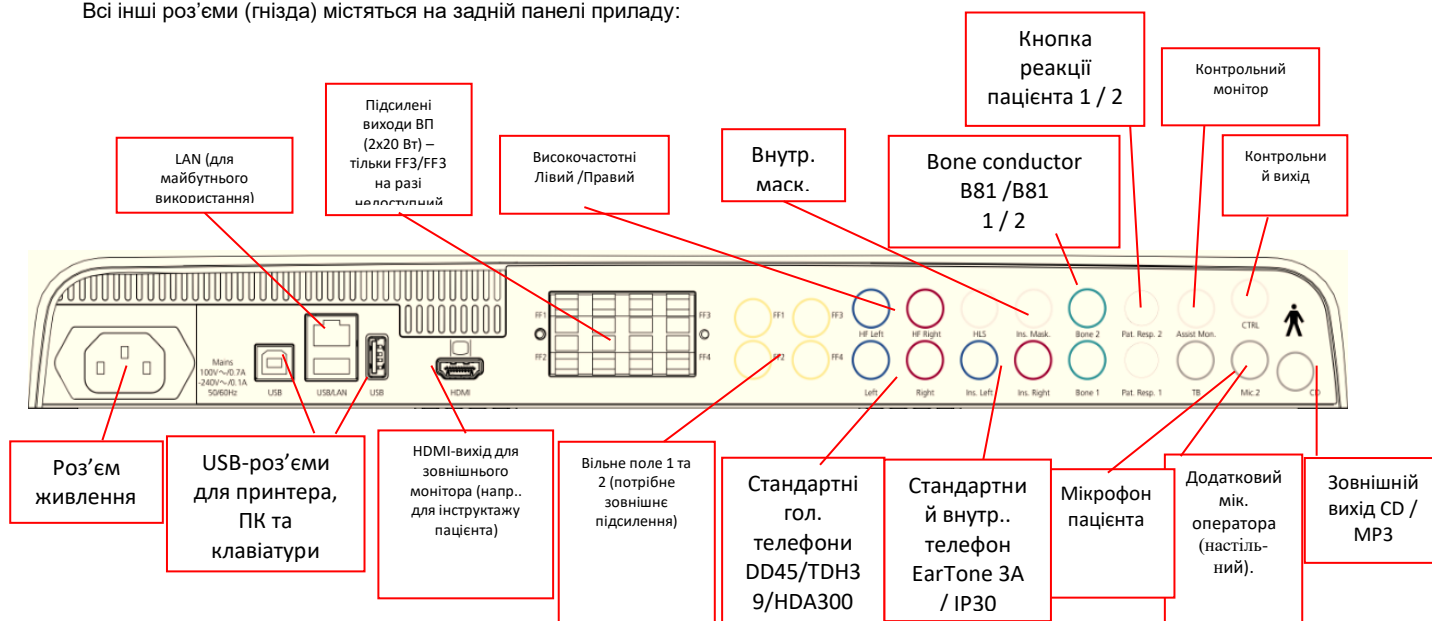 Всі інші роз’єми (гнізда) містяться на задній панелі приладу:
LAN (для
майбутнього
використання)
Підсилені
виходи ВП
(2x20 Вт) –
тільки FF3/FF3
на разі
недоступний
Високочастотні
Лівий /Правий
Внутр.
маск.
Bone conductor
B81 /B81
1 / 2
Кнопка
реакції
пацієнта 1 / 2
Контрольний
монітор
Контрольни
й вихід
Mains
100V~/0.7A
-240V~/0.1A
50/60Hz
USB
USB/LAN
USB
HDMI
FF1
FF3
FF2
FF4
FF1
FF3
FF2
FF4
HF Left
HF Right
HLS
Ins. Mask.
Bone 2
Pat. Resp. 2
Assist Mon.
CTRL
Left
Right
Ins. Left
Ins. Right
Bone 1
Pat. Resp. 1
TB
Mic.2
CD
Роз’єм
живлення
USB-роз’єми
для принтера,
ПК та
клавіатури
HDMI-вихід для
зовнішнього
монітора (напр..
для інструктажу
пацієнта)
Вільне поле 1 та
2 (потрібне
зовнішнє
підсилення)
Стандартні
гол.
телефони
DD45/TDH3
9/HDA300
Стандартни
й внутр..
телефон
EarTone 3A
/ IP30
Мікрофон
пацієнта
Додатковий
мік.
оператора
(настіль-
ний).
Зовнішній
вихід CD /
MP3